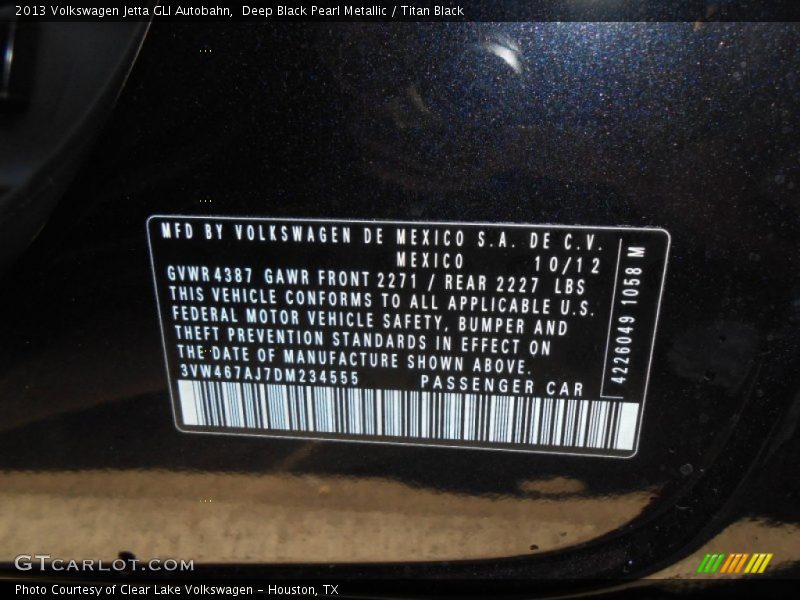 2013 Volkswagen Jetta GLI Autobahn,  Deep Black Pearl Metallic / Titan Black
MFD BY VOLKSWAGEN DE MEXICO S.A. DE C.V.
MEXICO 10/12
GVWR 4387 GAWR FRONT 2271 / REAR 2227 LBS
THIS VEHICLE CONFORMS TO ALL APPLICABLE U.S.
FEDERAL MOTOR VEHICLE SAFETY, BUMPER AND
THEFT PREVENTION STANDARDS IN EFFECT ON
THE DATE OF MANUFACTURE SHOWN ABOVE.
3VW467AJ7DM234555 PASSENGER CAR
4226049 1058 M
GTCARLOT.COM
Photo Courtesy of Clear Lake Volkswagen - Houston, TX